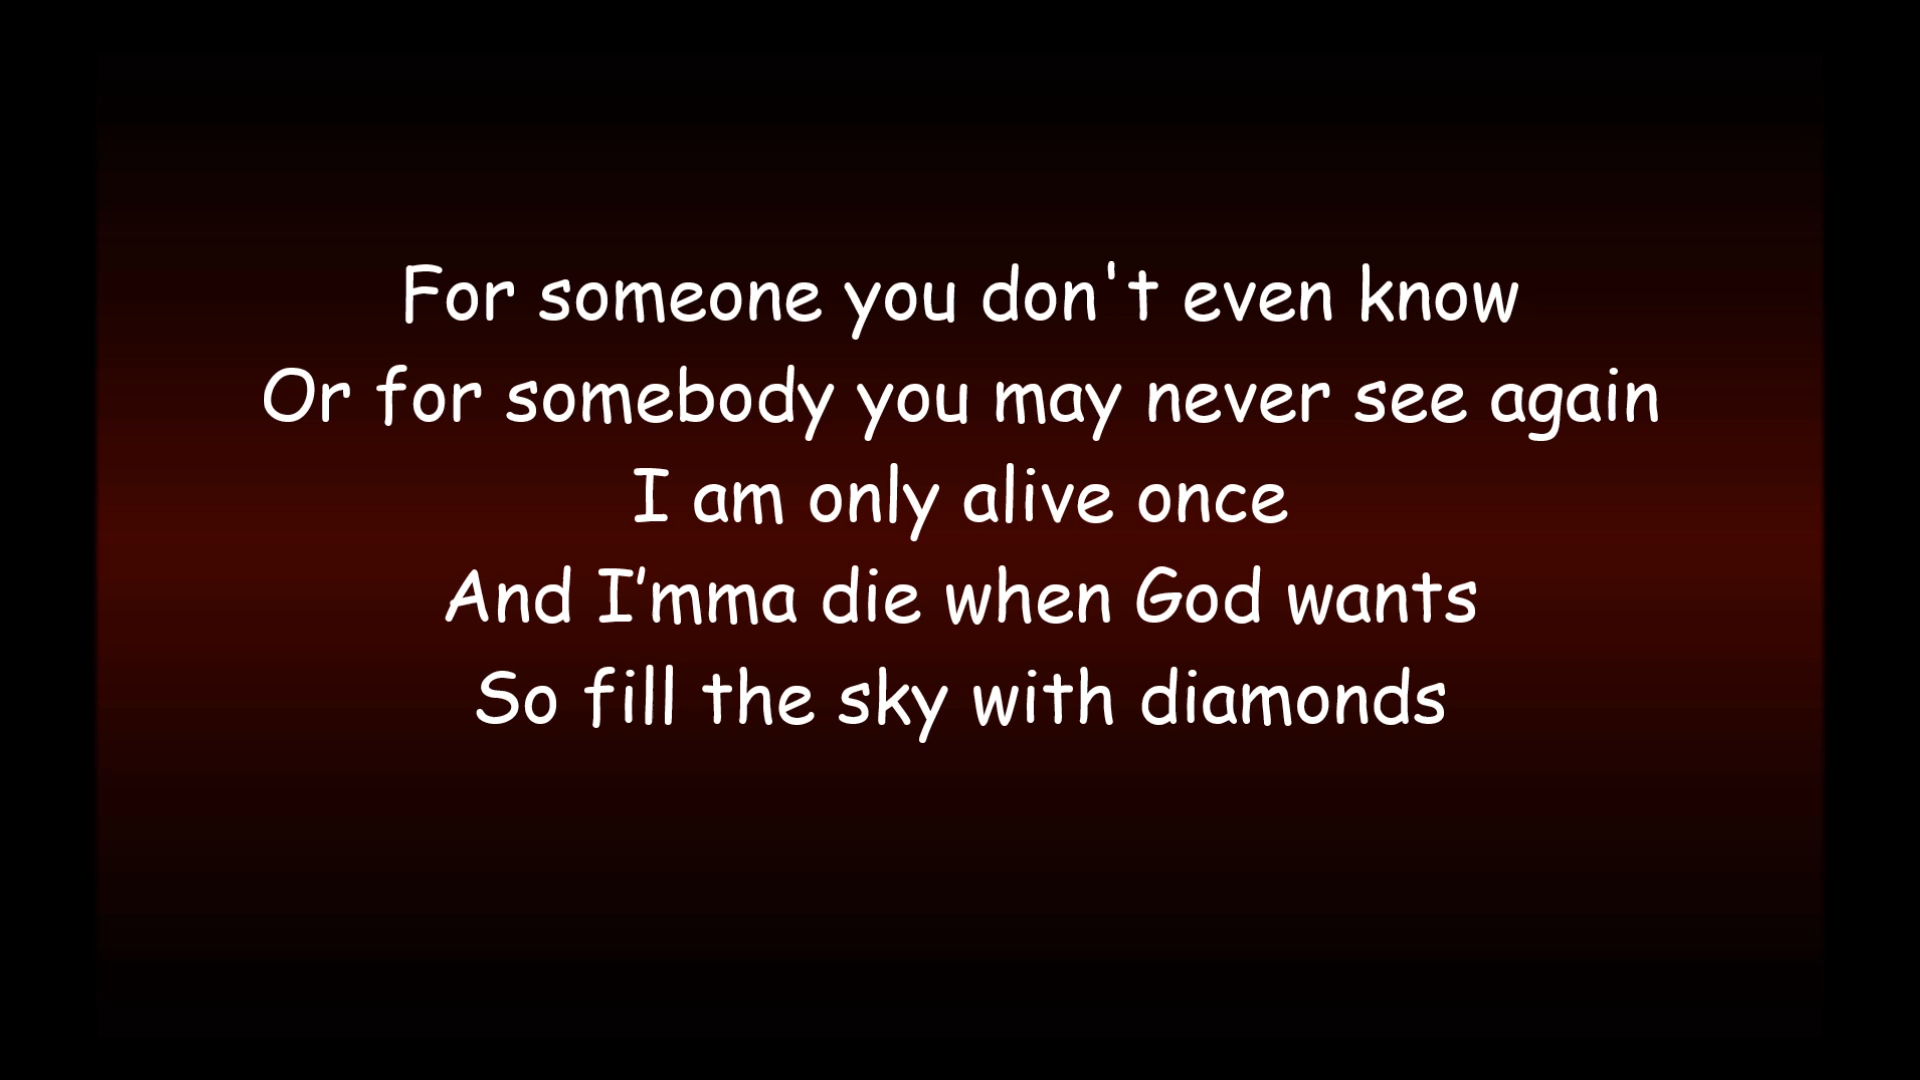 For someone you don't even know
Or for somebody you may never see again
I am only alive once
And I’mma die when God wants
So fill the sky with diamonds